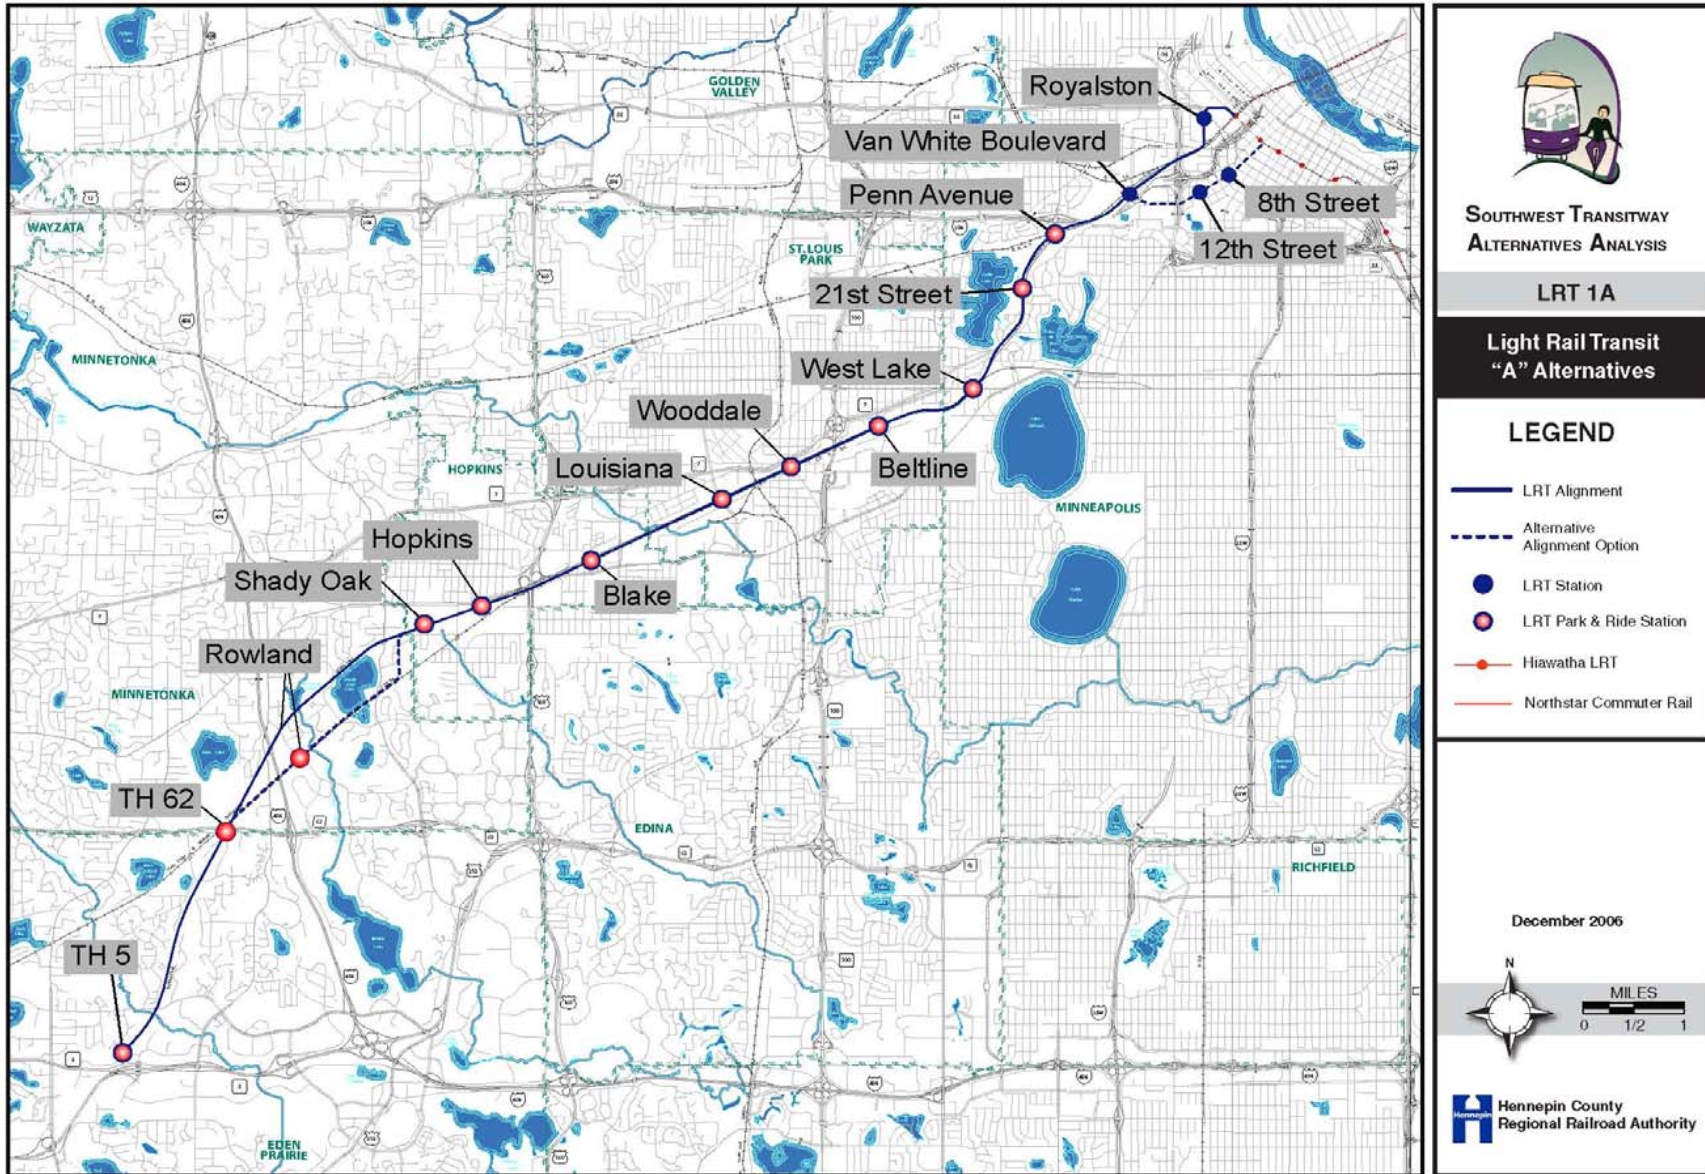 GOLDEN
VALLEY
Royalston
Van White Boulevard
Penn Avenue
8th Street
12th Street
WAYZATA
ST.LOUIS
PARK
21st Street
MINNETONKA
West Lake
Wooddale
HOPKINS
Louisiana
Beltline
MINNEAPOLIS
Hopkins
Shady Oak
Blake
Rowland
MINNETONKA
TH 62
EDINA
RICHFIELD
TH 5
EDEN
PRAIRIE
SOUTHWEST TRANSITWAY
ALTERNATIVES ANALYSIS
LRT 1A
Light Rail Transit
“A” Alternatives
LEGEND
LRT Alignment
Alternative
Alignment Option
LRT Station
LRT Park & Ride Station
Hiawatha LRT
Northstar Commuter Rail
December 2006
N
MILES
0 1/2 1
Hennepin
Hennepin County
Regional Railroad Authority